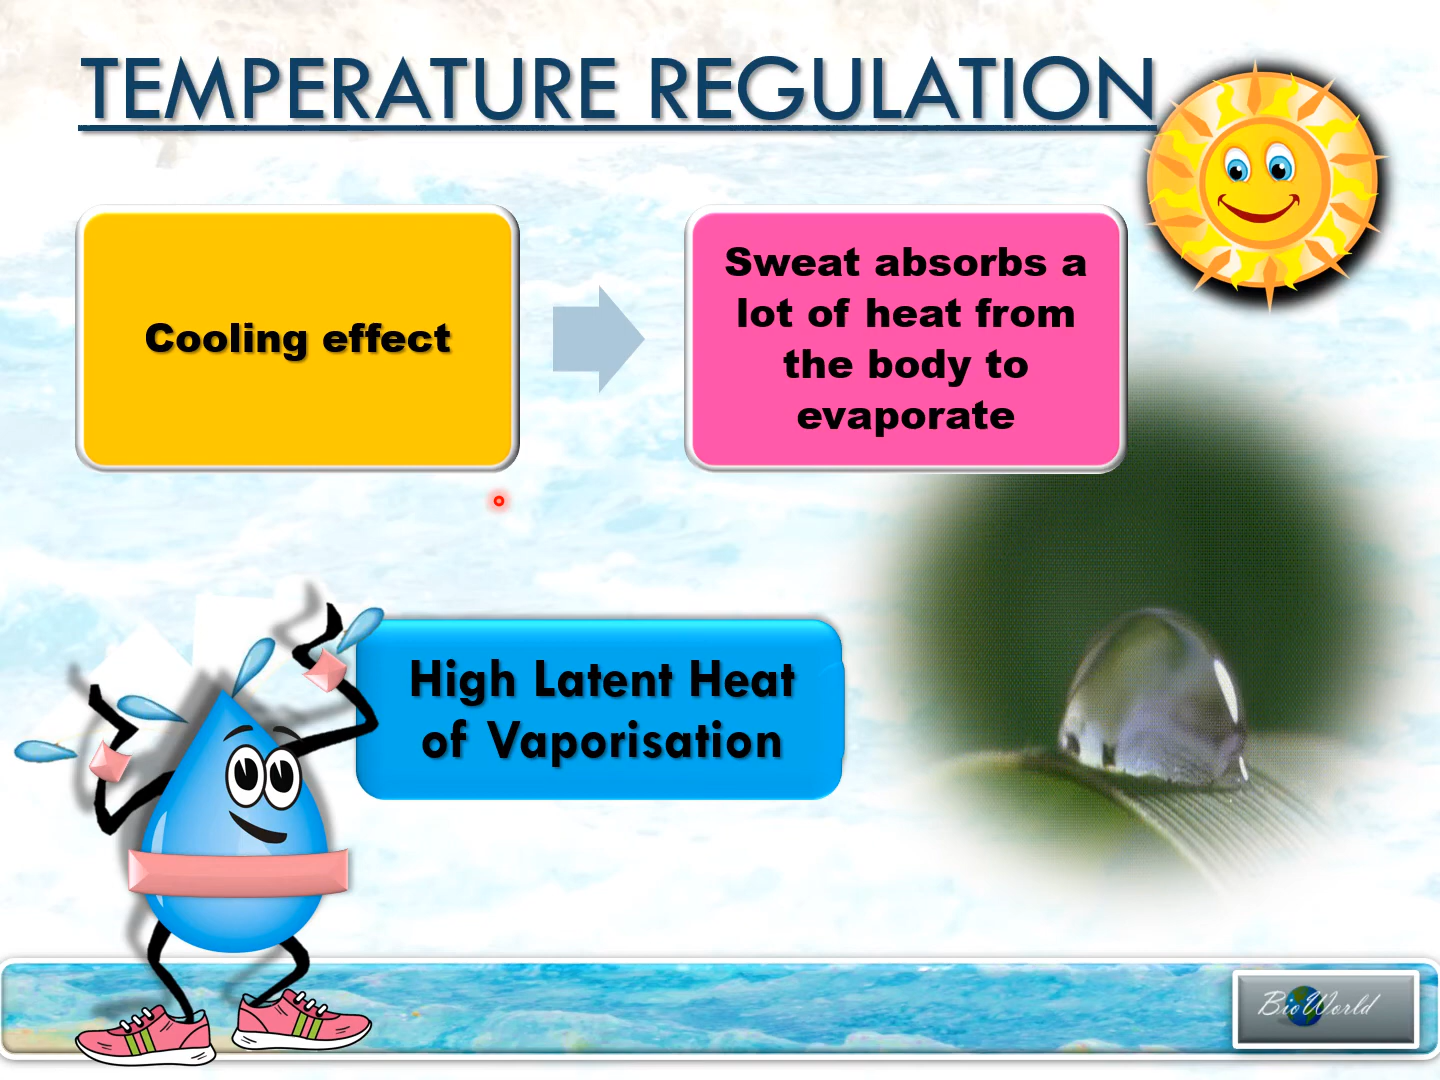 TEMPERATURE REGULATION
Cooling effect
Sweat absorbs a
lot of heat from
the body to
evaporate
High Latent Heat
of Vaporisation
BioWorld